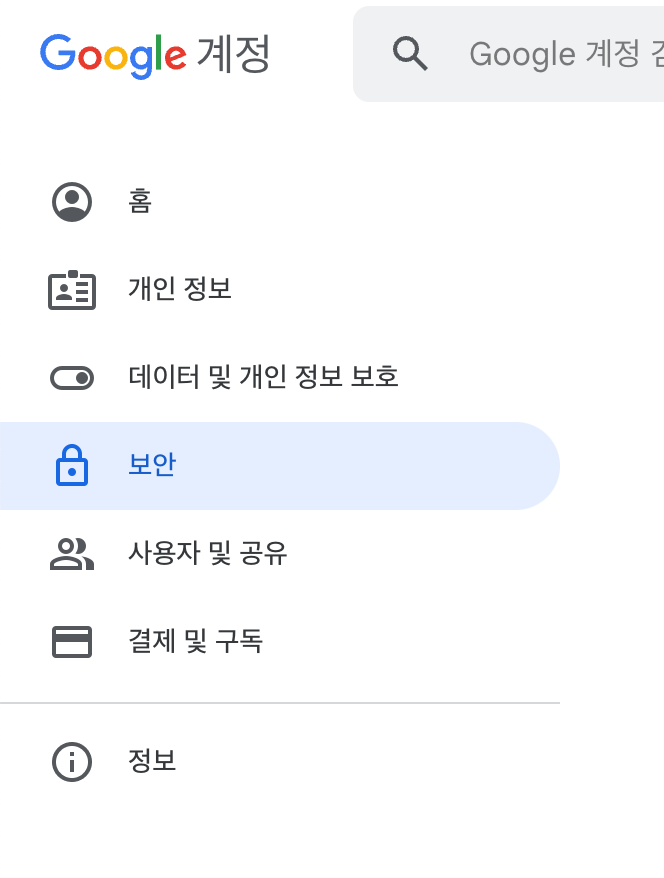 Google 계정
Google 계정
홈
개인 정보
데이터 및 개인 정보 보호
보안
사용자 및 공유
결제 및 구독
정보